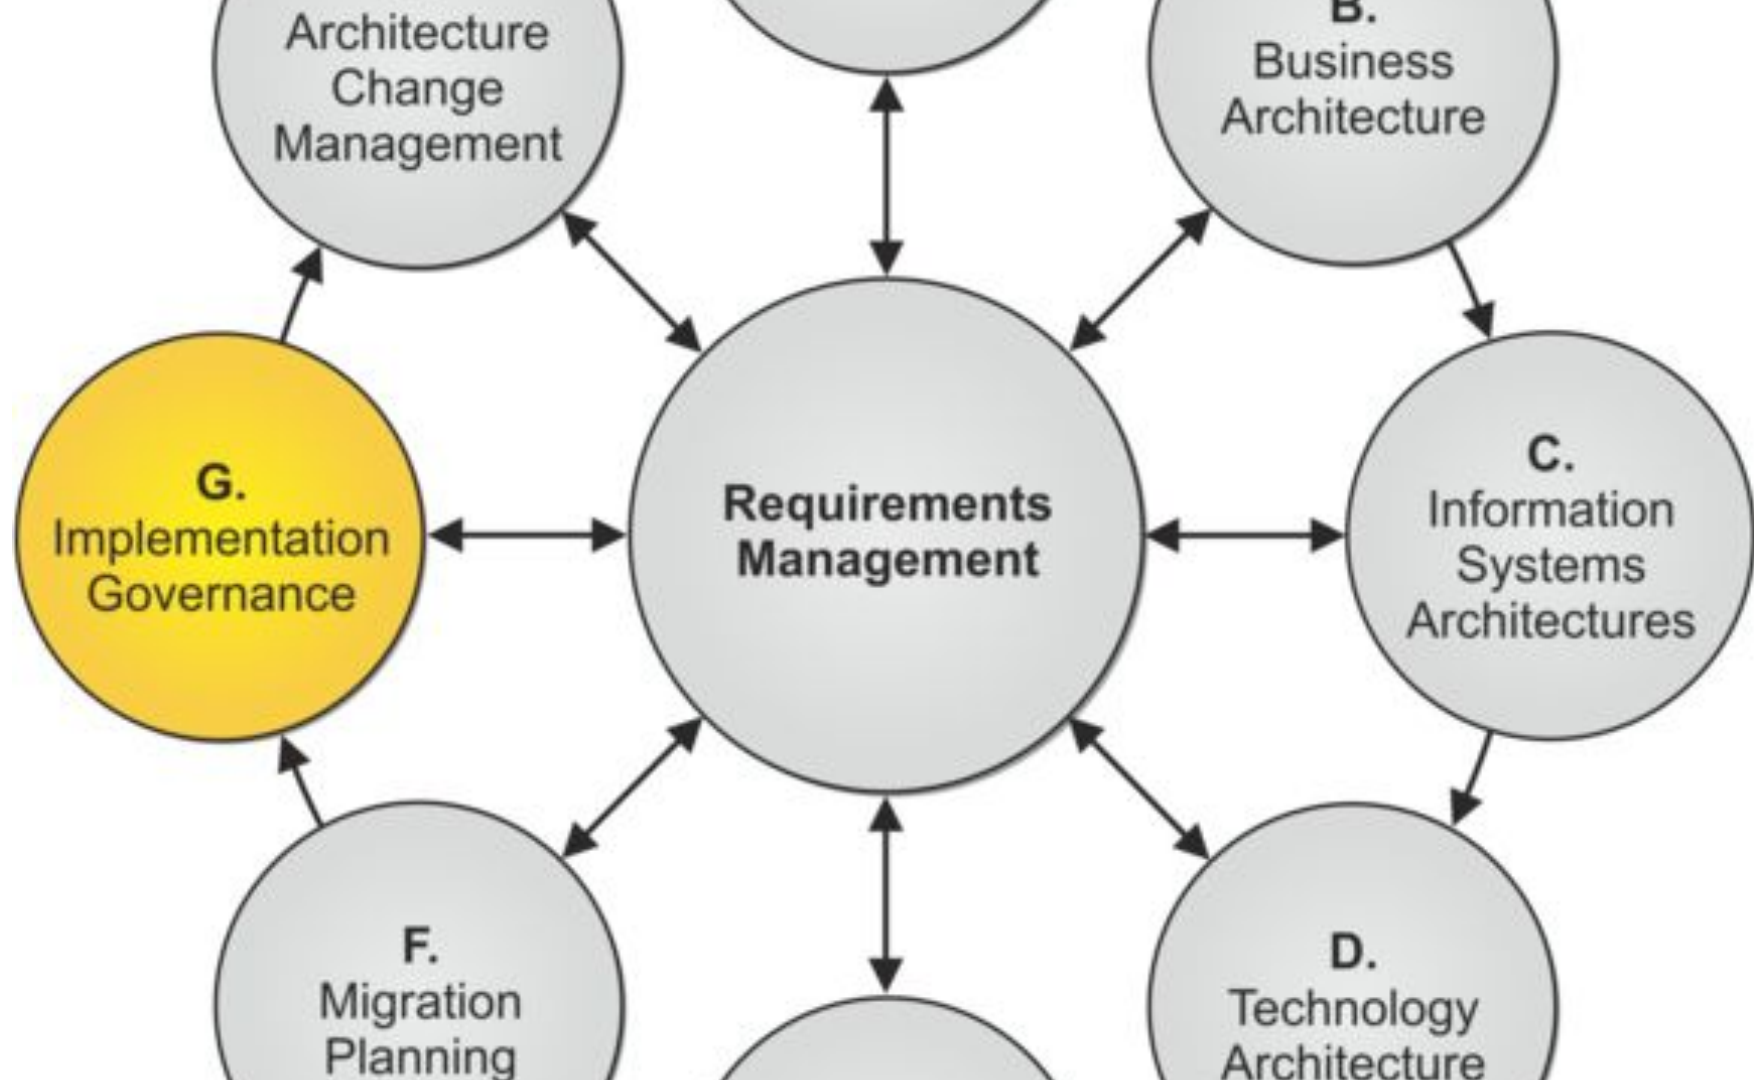 Architecture
Change
Management
B.
Business
Architecture
G.
Implementation
Governance
Requirements
Management
C.
Information
Systems
Architectures
F.
Migration
Planning
D.
Technology
Architecture